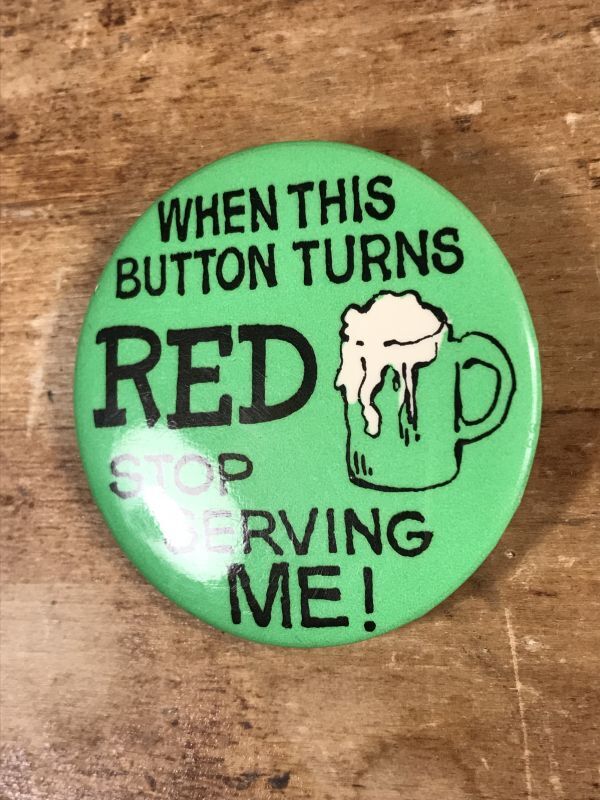 WHEN THIS
BUTTON TURNS
RED
STOP
SERVING
ME!